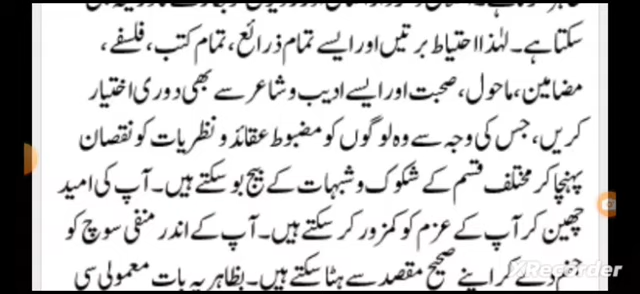 سکتا ہے۔ لہٰذا احتیاط برتیں اور ایسے تمام ذرائع، تمام کتب، فلسفے،
مضامین، ماحول، صحبت اور ایسے ادیب و شاعر سے بھی دوری اختیار
کریں، جس کی وجہ سے وہ لوگوں کو مضبوط عقائد و نظریات کو نقصان
پہنچا کر مختلف قسم کے شکوک و شبہات کے بیج بو سکتے ہیں۔ آپ کی امید
چھین کر آپ کے عزم کو کمزور کر سکتے ہیں۔ آپ کے اندر منفی سوچ کو
جنم دے کر اپنے صحیح مقصد سے ہٹا سکتے ہیں۔ بظاہر یہ بات معمولی سی
XRecorder